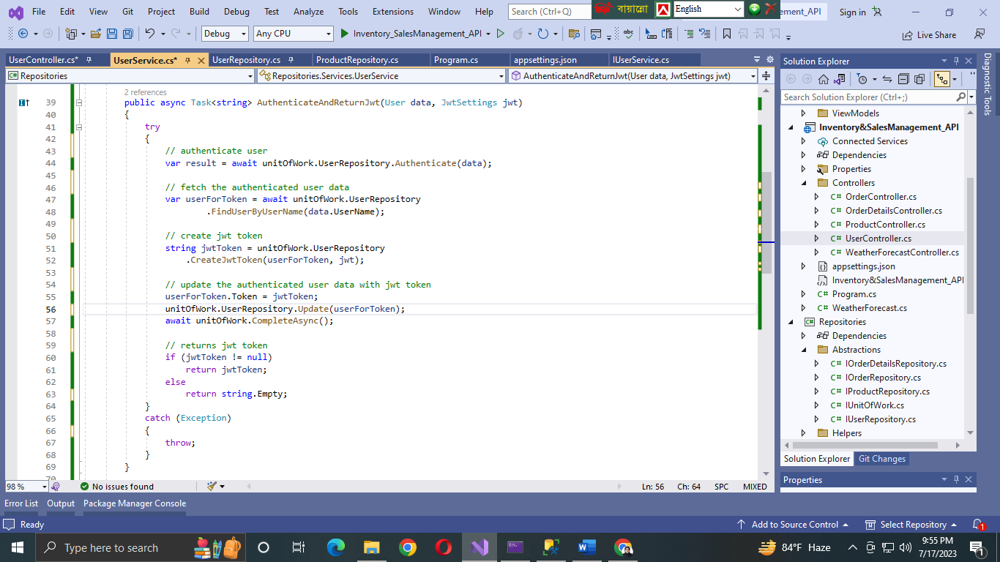 File Edit View Git Project Build Debug Test Analyze Tools Extensions Window Help Search (Ctrl+Q) বায়ান্নো English ement_API Sign in
Debug Any CPU Inventory_SalesManagement_API Live Share
UserController.cs* UserService.cs* UserRepository.cs ProductRepository.cs Program.cs appsettings.json IUserService.cs
Repositories Repositories.Services.UserService AuthenticateAndReturnJwt(User data, JwtSettings jwt)
2 references
39 public async Task<string> AuthenticateAndReturnJwt(User data, JwtSettings jwt)
40 {
41 try
42 {
43 // authenticate user
44 var result = await unitOfWork.UserRepository.Authenticate(data);
45
46 // fetch the authenticated user data
47 var userForToken = await unitOfWork.UserRepository
48 .FindUserByUserName(data.UserName);
49
50 // create jwt token
51 string jwtToken = unitOfWork.UserRepository
52 .CreateJwtToken(userForToken, jwt);
53
54 // update the authenticated user data with jwt token
55 userForToken.Token = jwtToken;
56 unitOfWork.UserRepository.Update(userForToken);
57 await unitOfWork.CompleteAsync();
58
59 // returns jwt token
60 if (jwtToken != null)
61 return jwtToken;
62 else
63 return string.Empty;
64 }
65 catch (Exception)
66 {
67 throw;
68 }
69 }
70
98 % No issues found Ln: 56 Ch: 64 SPC MIXED
Solution Explorer
Search Solution Explorer (Ctrl+;)
ViewModels
Inventory&SalesManagement_API
Connected Services
Dependencies
Properties
Controllers
C# OrderController.cs
C# OrderDetailsController.cs
C# ProductController.cs
C# UserController.cs
C# WeatherForecastController.cs
appsettings.json
Inventory&SalesManagement_API
C# Program.cs
C# WeatherForecast.cs
C# Repositories
Dependencies
Abstractions
C# IOrderDetailsRepository.cs
C# IOrderRepository.cs
C# IProductRepository.cs
C# IUnitOfWork.cs
C# IUserRepository.cs
Helpers
Solution Explorer Git Changes
Properties
Diagnostic Tools
Error List Output Package Manager Console
Ready Add to Source Control Select Repository 1
Type here to search 84°F Haze 9:55 PM
7/17/2023 1